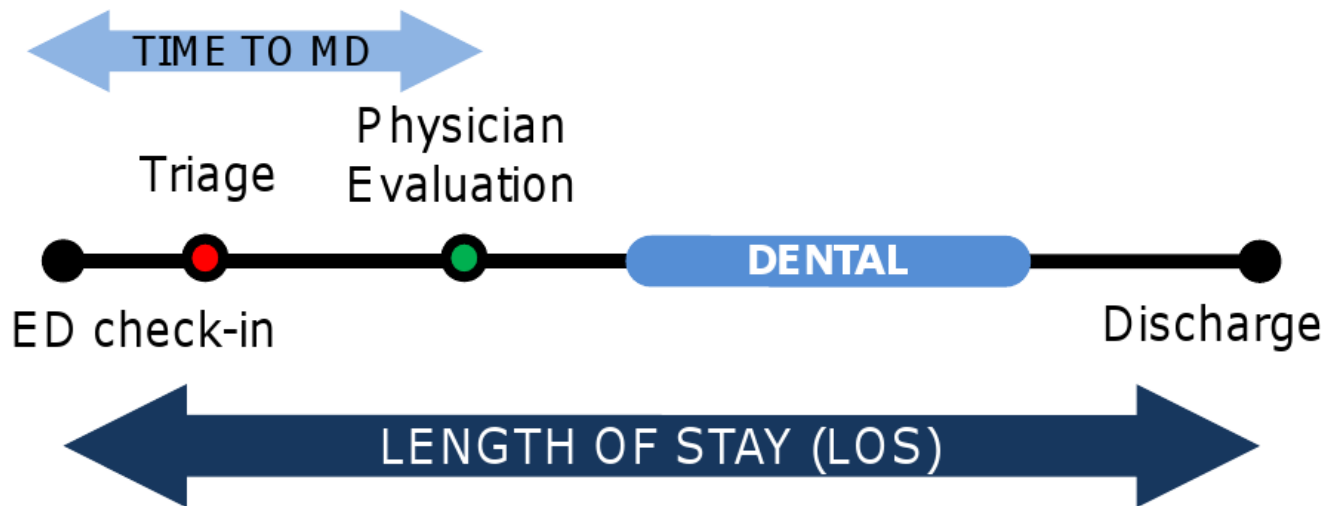 TIME TO MD
Physician
Evaluation
Triage
DENTAL
ED check-in
Discharge
LENGTH OF STAY (LOS)